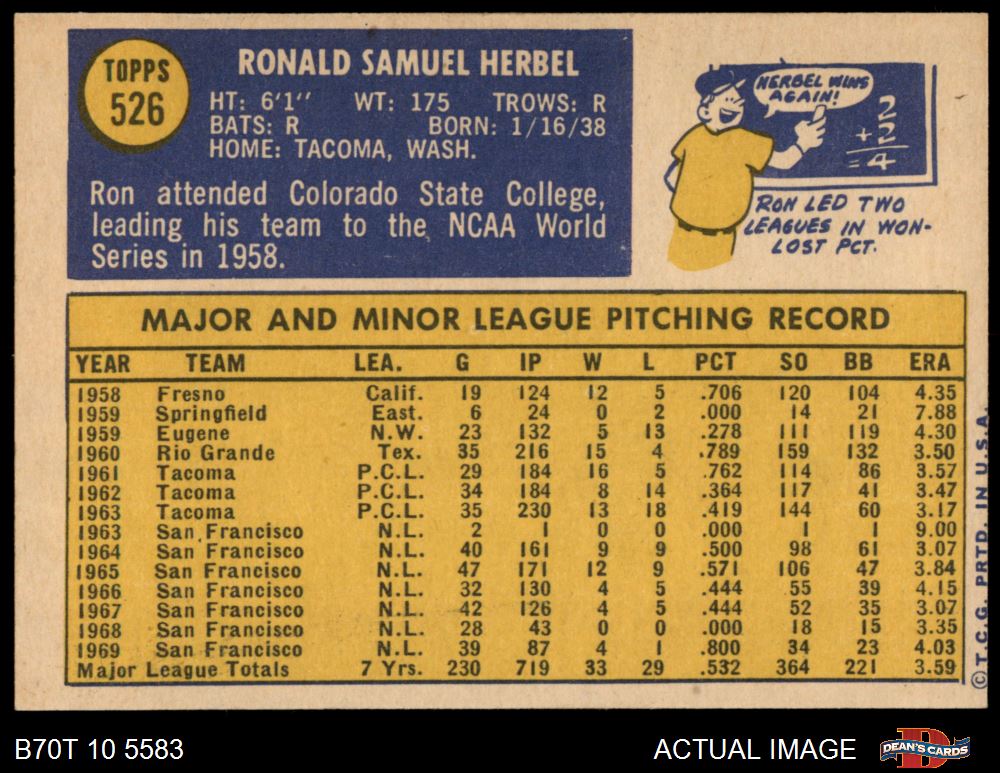 TOPPS
526
RONALD SAMUEL HERBEL
HT: 6'1'' WT: 175 TROWS: R
BATS: R BORN: 1/16/38
HOME: TACOMA, WASH.
Ron attended Colorado State College,
leading his team to the NCAA World
Series in 1958.
HERBEL WINS
AGAIN!
2
+2
=4
RON LED TWO
LEAGUES IN WON-
LOST PCT.
MAJOR AND MINOR LEAGUE PITCHING RECORD
YEAR TEAM LEA. G IP W L PCT SO BB ERA
1958 Fresno Calif. 19 124 12 5 .706 120 104 4.35
1959 Springfield East. 6 24 0 2 .000 14 21 7.88
1959 Eugene N.W. 23 132 5 13 .278 111 119 4.30
1960 Rio Grande Tex. 35 216 15 4 .789 159 132 3.50
1961 Tacoma P.C.L. 29 184 16 5 .762 114 86 3.57
1962 Tacoma P.C.L. 34 184 8 14 .364 117 41 3.47
1963 Tacoma P.C.L. 35 230 13 18 .419 144 60 3.17
1963 San Francisco N.L. 2 1 0 0 .000 1 1 9.00
1964 San Francisco N.L. 40 161 9 9 .500 98 61 3.07
1965 San Francisco N.L. 47 171 12 9 .571 106 47 3.84
1966 San Francisco N.L. 32 130 4 5 .444 55 39 4.15
1967 San Francisco N.L. 42 126 4 5 .444 52 35 3.07
1968 San Francisco N.L. 28 43 0 0 .000 18 15 3.35
1969 San Francisco N.L. 39 87 4 1 .800 34 23 4.03
Major League Totals 7 Yrs. 230 719 33 29 .532 364 221 3.59
© T.C.G. PRTD. IN U.S.A.
B70T 10 5583 ACTUAL IMAGE
DEAN'S CARDS